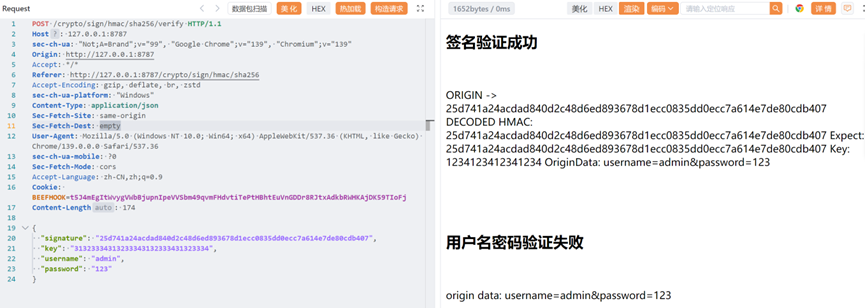 Request
数据包扫描
美化
HEX
热加载
构造请求
1 POST /crypto/sign/hmac/sha256/verify HTTP/1.1
2 Host ? : 127.0.0.1:8787
3 sec-ch-ua: "Not;A=Brand";v="99", "Google Chrome";v="139", "Chromium";v="139"
4 Origin: http://127.0.0.1:8787
5 Accept: */*
6 Referer: http://127.0.0.1:8787/crypto/sign/hmac/sha256
7 Accept-Encoding: gzip, deflate, br, zstd
8 sec-ch-ua-platform: "Windows"
9 Content-Type: application/json
10 Sec-Fetch-Site: same-origin
11 Sec-Fetch-Dest: empty
12 User-Agent: Mozilla/5.0 (Windows NT 10.0; Win64; x64) AppleWebKit/537.36 (KHTML, like Gecko)
Chrome/139.0.0.0 Safari/537.36
13 sec-ch-ua-mobile: ?0
14 Sec-Fetch-Mode: cors
15 Accept-Language: zh-CN,zh;q=0.9
16 Cookie:
BEEFHOOK=
17 Content-Length auto : 174
18
19 {
20 "signature": "25d741a24acdad840d2c48d6ed893678d1ecc0835dd0ecc7a614e7de80cdb407",
21 "key": "31323334313233343132333431323334",
22 "username": "admin",
23 "password": "123"
24 }
1652bytes / 0ms
美化
HEX
渲染
编码
请输入定位响应
详情
签名验证成功
ORIGIN ->
25d741a24acdad840d2c48d6ed893678d1ecc0835dd0ecc7a614e7de80cdb407
DECODED HMAC:
25d741a24acdad840d2c48d6ed893678d1ecc0835dd0ecc7a614e7de80cdb407 Expect:
25d741a24acdad840d2c48d6ed893678d1ecc0835dd0ecc7a614e7de80cdb407 Key:
1234123412341234 OriginData: username=admin&password=123
用户名密码验证失败
origin data: username=admin&password=123